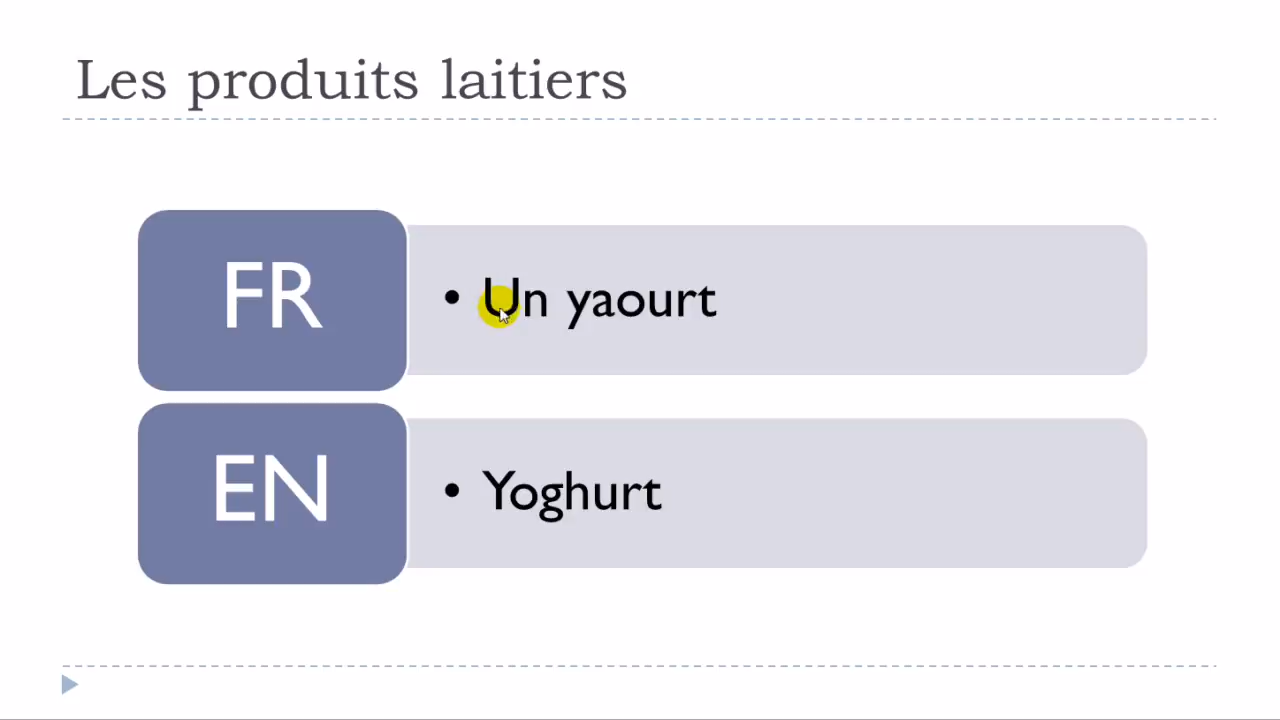 Les produits laitiers
FR
• Un yaourt
EN
• Yoghurt